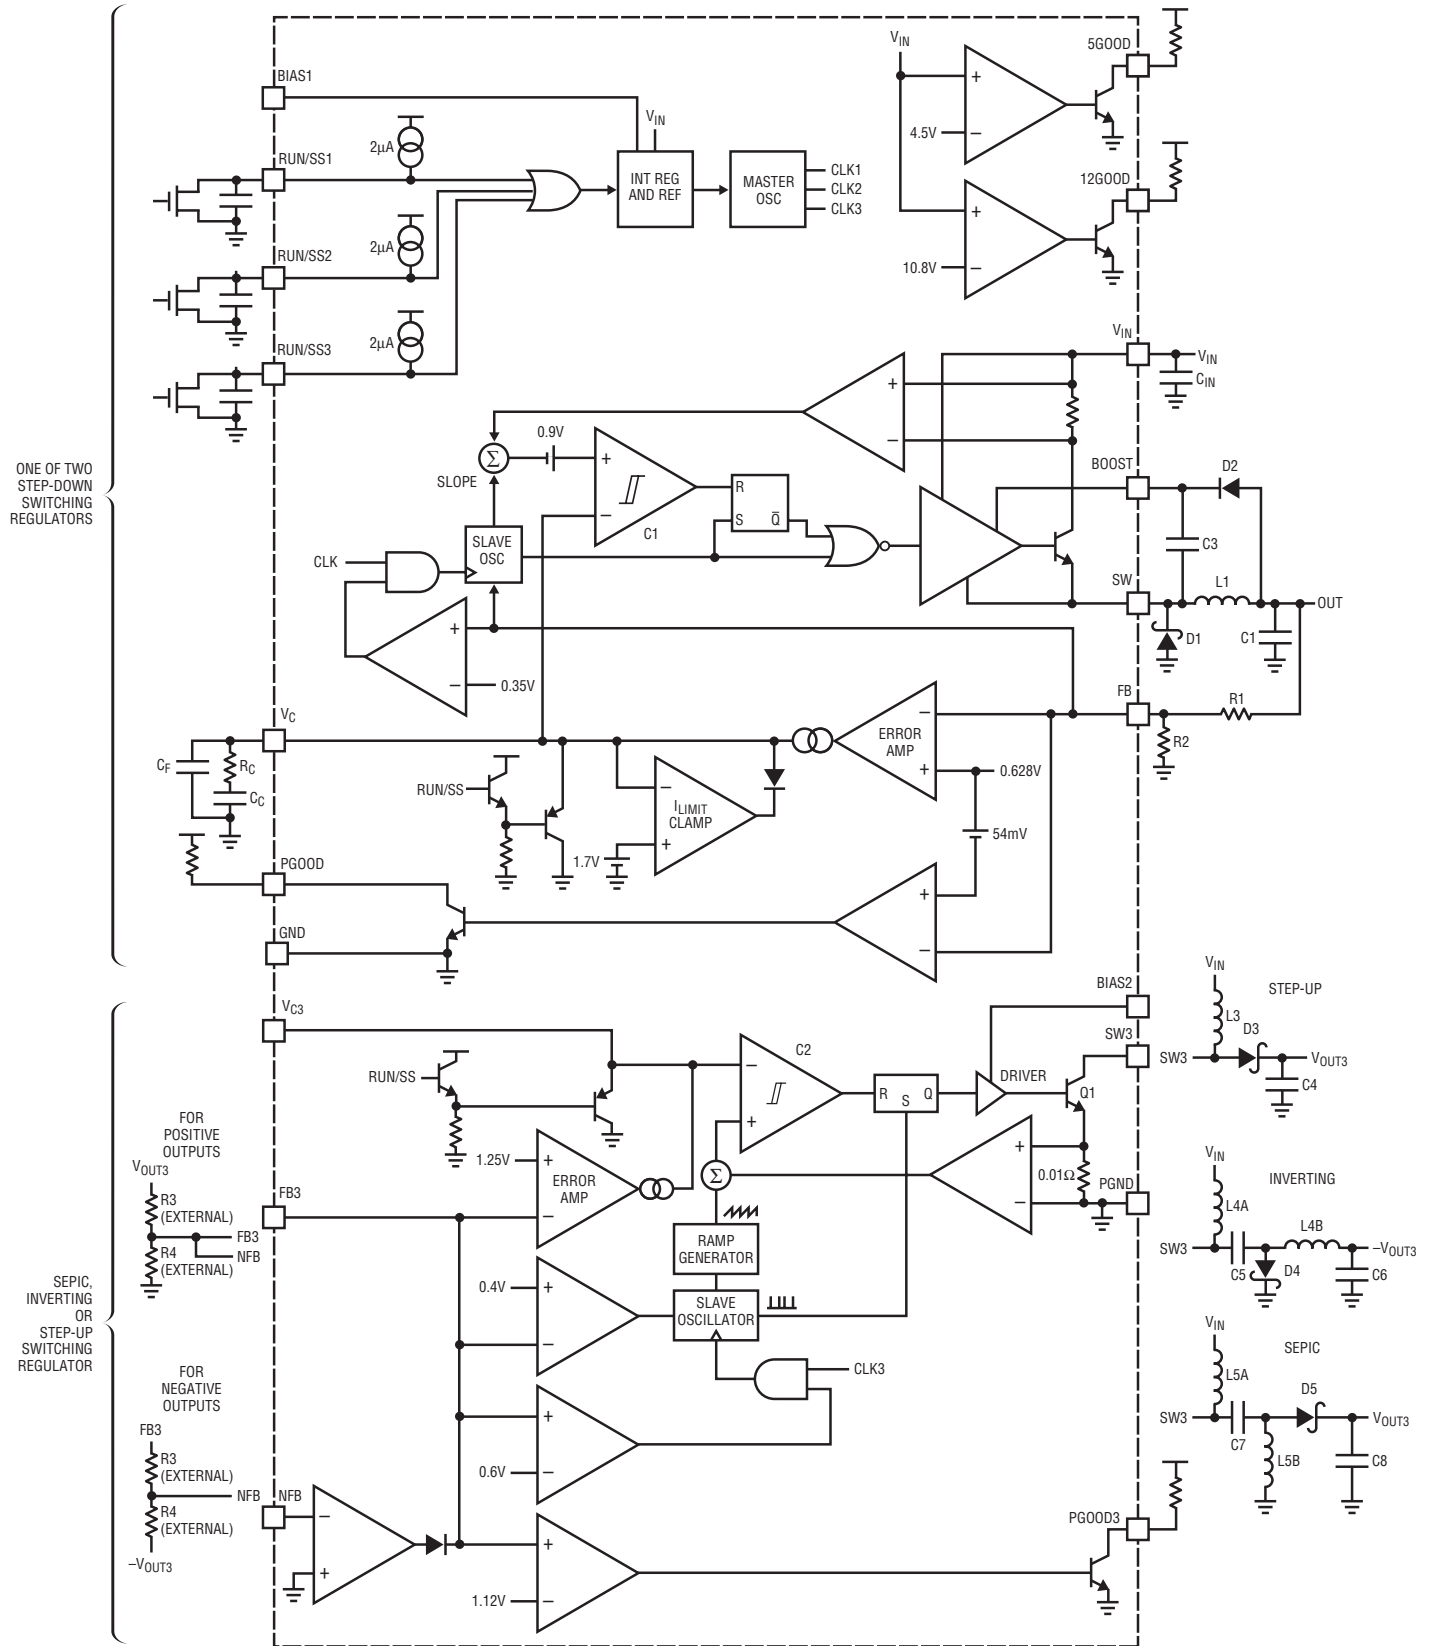 V_IN
5GOOD
BIAS1
V_IN
+
4.5V
–
2µA
RUN/SS1
12GOOD
INT REG
AND REF
MASTER
OSC
CLK1
CLK2
CLK3
+
2µA
RUN/SS2
10.8V
–
2µA
RUN/SS3
V_IN
V_IN
C_IN
+
–
0.9V
Σ
SLOPE
+
–
C1
R
S
Q̄
BOOST
D2
C3
ONE OF TWO
STEP-DOWN
SWITCHING
REGULATORS
CLK
SLAVE
OSC
SW
L1
OUT
D1
C1
+
–
0.35V
FB
R1
R2
V_C
–
ERROR
AMP
+
0.628V
54mV
C_F
R_C
C_C
RUN/SS
–
I_LIMIT
CLAMP
+
1.7V
PGOOD
+
–
GND
V_C3
BIAS2
V_IN
STEP-UP
L3
D3
SW3
SW3
V_OUT3
C4
C2
RUN/SS
–
+
R
S
Q
DRIVER
Q1
FOR
POSITIVE
OUTPUTS
V_OUT3
R3
(EXTERNAL)
FB3
NFB
R4
(EXTERNAL)
FB3
1.25V
+
ERROR
AMP
–
Σ
+
–
0.01Ω
PGND
V_IN
INVERTING
L4A
L4B
SW3
–V_OUT3
C5
D4
C6
RAMP
GENERATOR
0.4V
+
–
SLAVE
OSCILLATOR
SEPIC,
INVERTING
OR
STEP-UP
SWITCHING
REGULATOR
CLK3
V_IN
SEPIC
L5A
D5
SW3
V_OUT3
C7
L5B
C8
FOR
NEGATIVE
OUTPUTS
FB3
R3
(EXTERNAL)
NFB
R4
(EXTERNAL)
–V_OUT3
+
0.6V
–
NFB
–
+
+
1.12V
–
PGOOD3